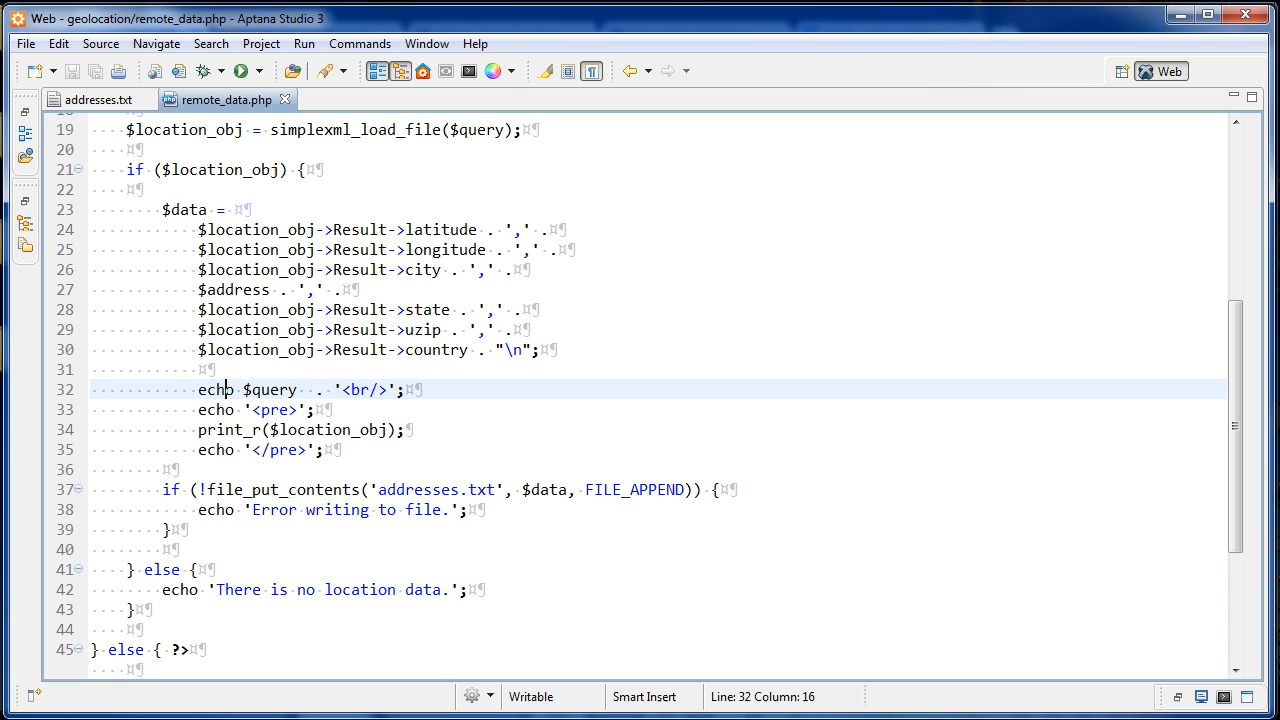 Web - geolocation/remote_data.php - Aptana Studio 3
File Edit Source Navigate Search Project Run Commands Window Help
Web
addresses.txt remote_data.php
19 $location_obj = simplexml_load_file($query);¤¶
20 ¤¶
21 if ($location_obj) {¤¶
22 ¤¶
23 $data = ¤¶
24 $location_obj->Result->latitude . ',' .¤¶
25 $location_obj->Result->longitude . ',' .¤¶
26 $location_obj->Result->city . ',' .¤¶
27 $address . ',' .¤¶
28 $location_obj->Result->state . ',' .¤¶
29 $location_obj->Result->uzip . ',' .¤¶
30 $location_obj->Result->country . "\n";¤¶
31 ¤¶
32 echo $query . '<br/>';¤¶
33 echo '<pre>';¤¶
34 print_r($location_obj);¶
35 echo '</pre>';¤¶
36 ¤¶
37 if (!file_put_contents('addresses.txt', $data, FILE_APPEND)) {¤¶
38 echo 'Error writing to file.';¤¶
39 }¤¶
40 ¤¶
41 } else {¤¶
42 echo 'There is no location data.';¤¶
43 }¤¶
44 ¤¶
45 } else { ?>¤¶
¤¶
Writable Smart Insert Line: 32 Column: 16